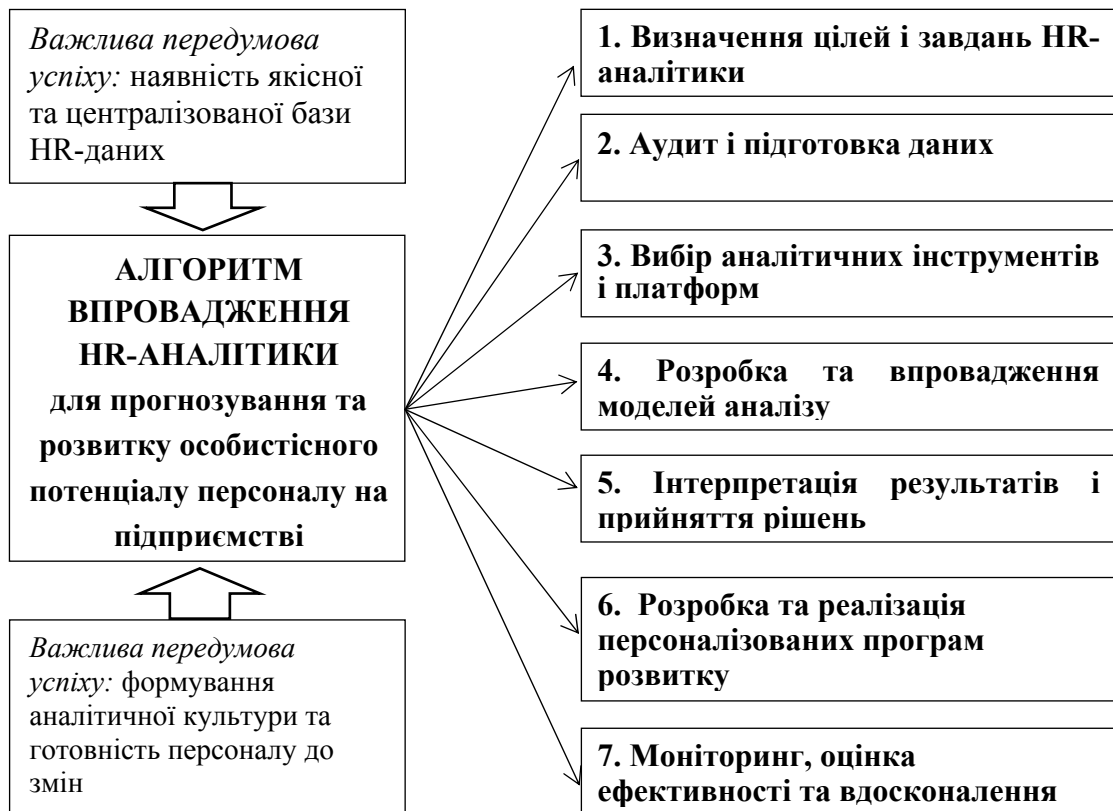 Важлива передумова
успіху: наявність якісної
та централізованої бази
HR-даних
АЛГОРИТМ
ВПРОВАДЖЕННЯ
HR-АНАЛІТИКИ
для прогнозування та
розвитку особистісного
потенціалу персоналу на
підприємстві
Важлива передумова
успіху: формування
аналітичної культури та
готовність персоналу до
змін
1. Визначення цілей і завдань HR-
аналітики
2. Аудит і підготовка даних
3. Вибір аналітичних інструментів
і платформ
4. Розробка та впровадження
моделей аналізу
5. Інтерпретація результатів і
прийняття рішень
6. Розробка та реалізація
персоналізованих програм
розвитку
7. Моніторинг, оцінка
ефективності та вдосконалення